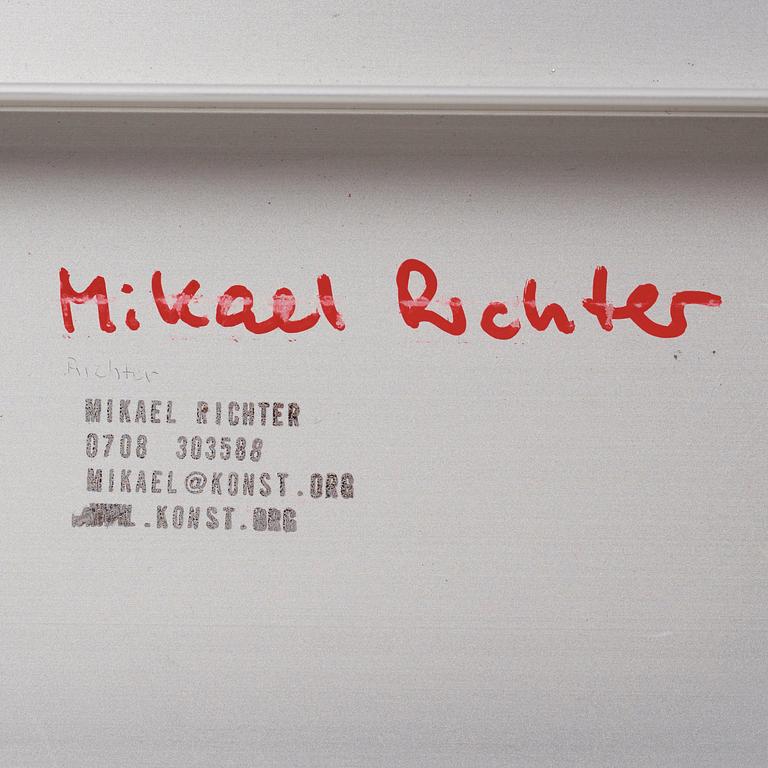 Mikael Richter
Richter
MIKAEL RICHTER
0708 303588
MIKAEL@KONST.ORG
.KONST.ORG